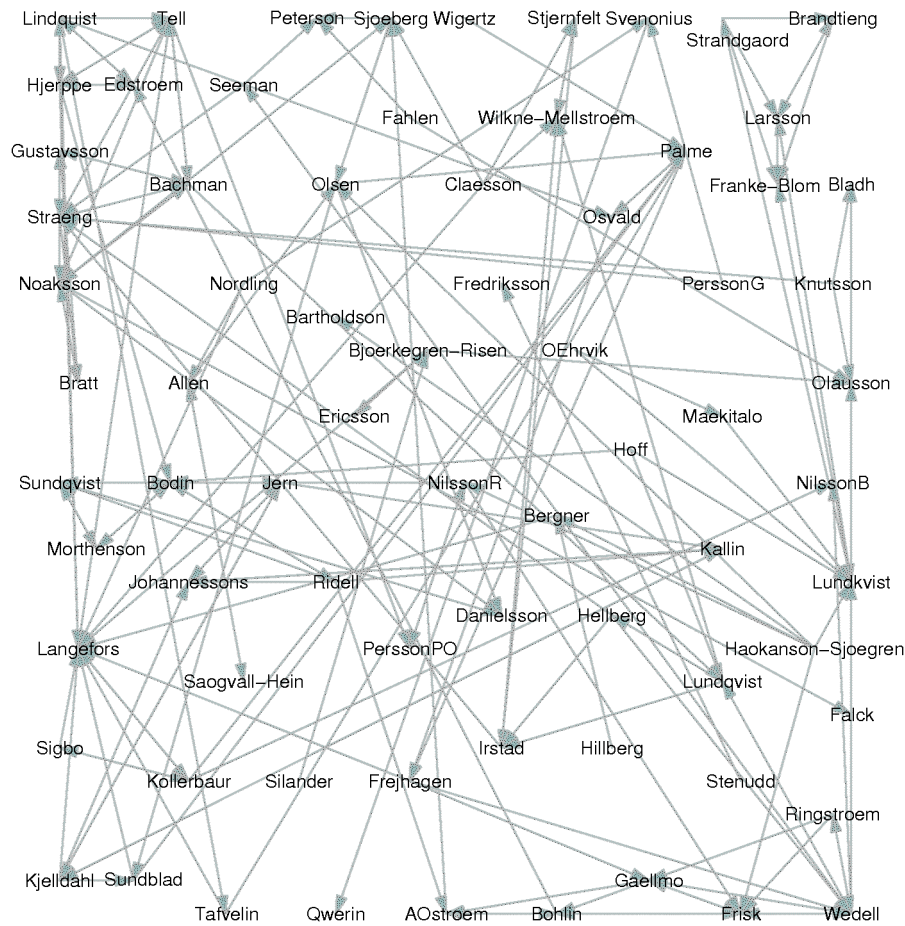 Lindquist Tell Peterson Sjoeberg Wigertz Stjernfelt Svenonius Brandtieng
Strandgaord
Hjerppe Edstroem Seeman
Fahlen Wilkne-Mellstroem Larsson
Gustavsson Palme
Bachman Olsen Claesson Franke-Blom Bladh
Straeng Osvald
Noaksson Nordling Fredriksson PerssonG Knutsson
Bartholdson
Bjoerkegren-Risen OEhrvik
Bratt Allen Olausson
Ericsson Maekitalo
Hoff
Sundqvist Bodin Jern NilssonR NilssonB
Bergner
Morthenson Kallin
Johannessons Ridell Lundkvist
Danielsson Hellberg
Langefors PerssonPO Haokanson-Sjoegren
Saogvall-Hein Lundqvist
Falck
Sigbo Irstad Hillberg
Kollerbaur Silander Frejhagen Stenudd
Ringstroem
Kjelldahl Sundblad Gaellmo
Tafvelin Qwerin AOstroem Bohlin Frisk Wedell